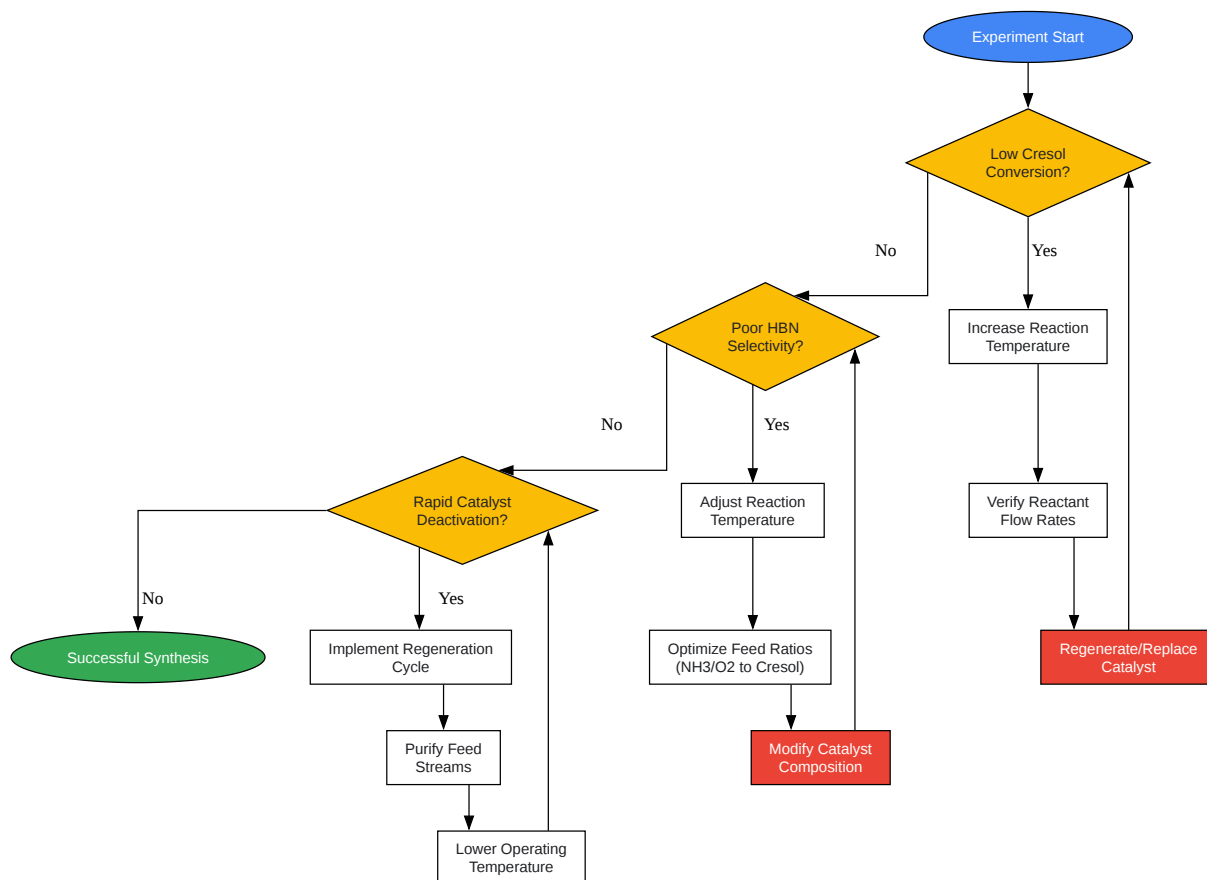 Experiment Start
Low Cresol
Conversion?
No
Yes
Poor HBN
Selectivity?
Increase Reaction
Temperature
No
Yes
Rapid Catalyst
Deactivation?
Adjust Reaction
Temperature
Verify Reactant
Flow Rates
No
Yes
Successful Synthesis
Implement Regeneration
Cycle
Optimize Feed Ratios
(NH3/O2 to Cresol)
Regenerate/Replace
Catalyst
Purify Feed
Streams
Modify Catalyst
Composition
Lower Operating
Temperature